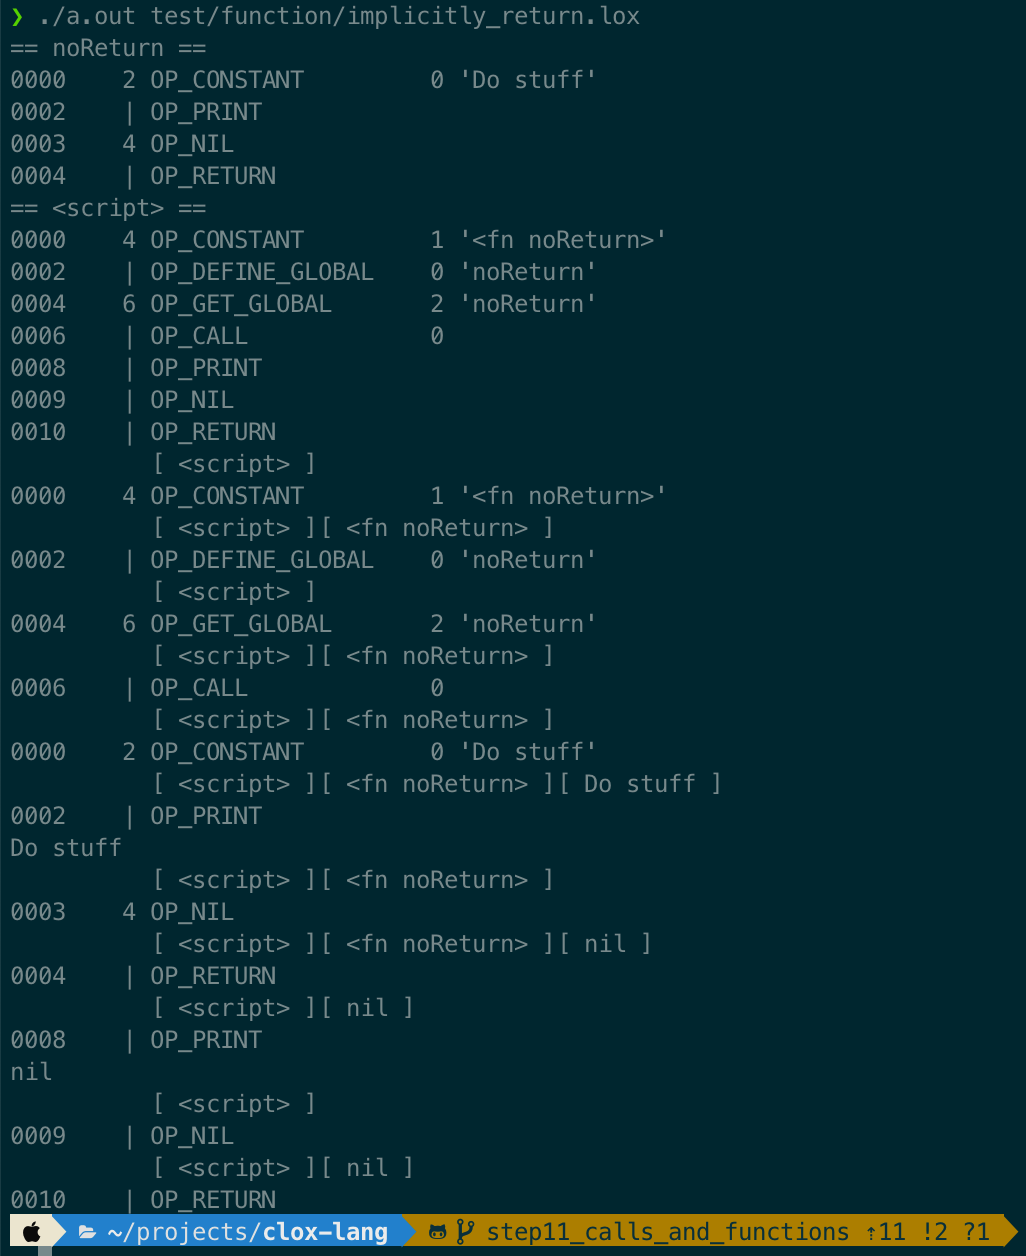 ❯ ./a.out test/function/implicitly_return.lox
== noReturn ==
0000    2 OP_CONSTANT         0 'Do stuff'
0002    | OP_PRINT
0003    4 OP_NIL
0004    | OP_RETURN
== <script> ==
0000    4 OP_CONSTANT         1 '<fn noReturn>'
0002    | OP_DEFINE_GLOBAL    0 'noReturn'
0004    6 OP_GET_GLOBAL       2 'noReturn'
0006    | OP_CALL             0
0008    | OP_PRINT
0009    | OP_NIL
0010    | OP_RETURN
          [ <script> ]
0000    4 OP_CONSTANT         1 '<fn noReturn>'
          [ <script> ][ <fn noReturn> ]
0002    | OP_DEFINE_GLOBAL    0 'noReturn'
          [ <script> ]
0004    6 OP_GET_GLOBAL       2 'noReturn'
          [ <script> ][ <fn noReturn> ]
0006    | OP_CALL             0
          [ <script> ][ <fn noReturn> ]
0000    2 OP_CONSTANT         0 'Do stuff'
          [ <script> ][ <fn noReturn> ][ Do stuff ]
0002    | OP_PRINT
Do stuff
          [ <script> ][ <fn noReturn> ]
0003    4 OP_NIL
          [ <script> ][ <fn noReturn> ][ nil ]
0004    | OP_RETURN
          [ <script> ][ nil ]
0008    | OP_PRINT
nil
          [ <script> ]
0009    | OP_NIL
          [ <script> ][ nil ]
0010    | OP_RETURN
~/projects/clox-lang step11_calls_and_functions ⇡11 !2 ?1